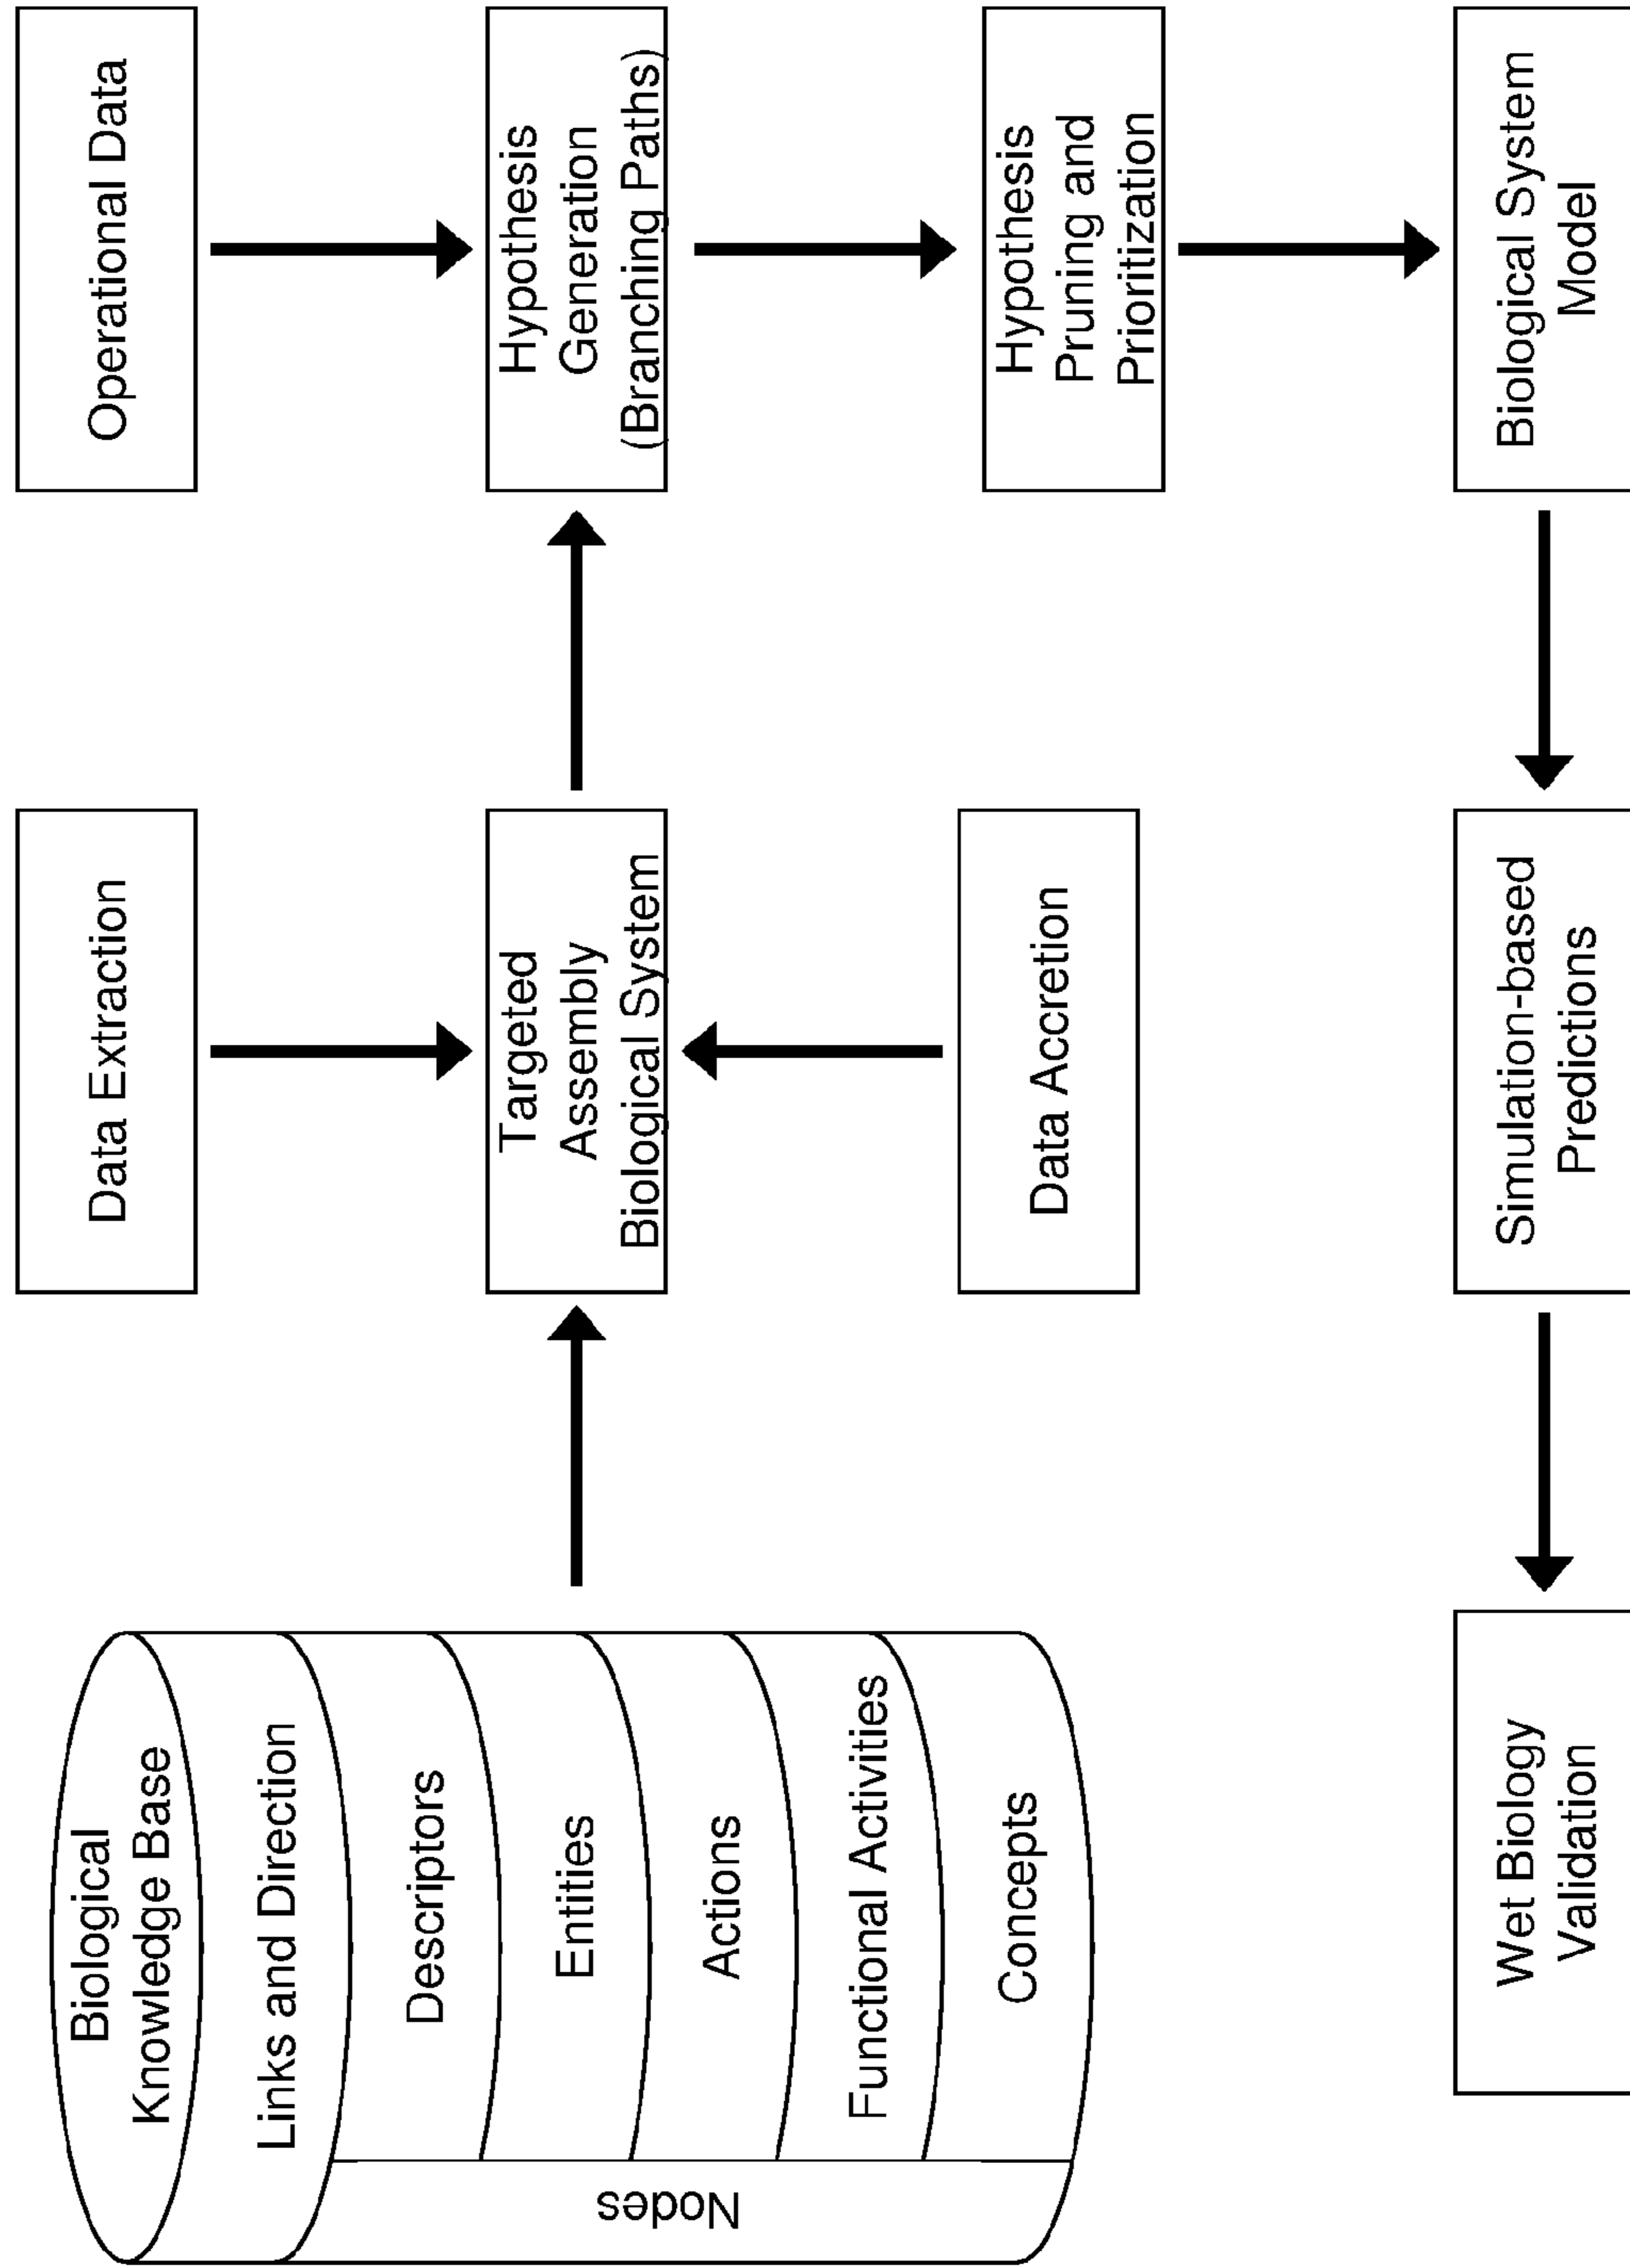 Biological
Knowledge Base
Links and Direction
Nodes
Descriptors
Entities
Actions
Functional Activities
Concepts
Data Extraction
Targeted
Assembly
Biological System
Data Accretion
Operational Data
Hypothesis
Generation
(Branching Paths)
Hypothesis
Pruning and
Prioritization
Biological System
Model
Simulation-based
Predictions
Wet Biology
Validation